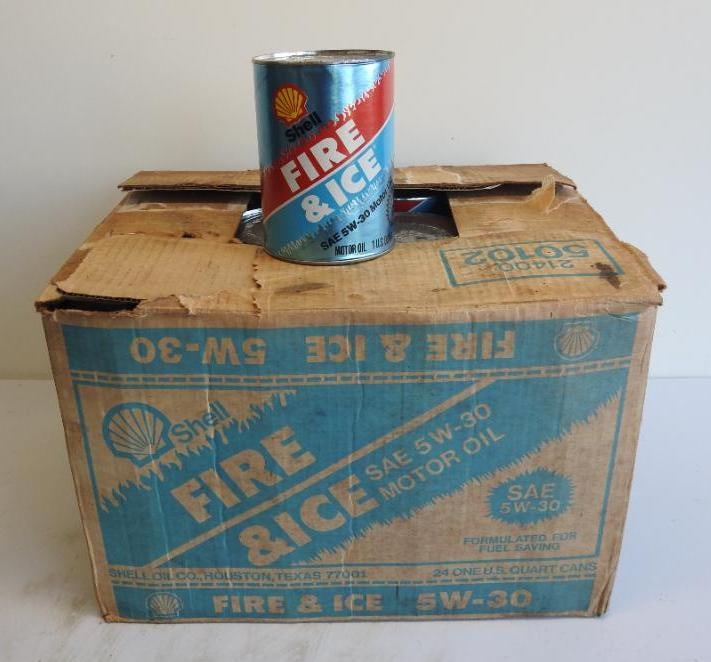 Shell
FIRE
& ICE
SAE 5W-30 Motor
MOTOR OIL 1 U.S.
21400
50102
FIRE & ICE 5W-30
Shell
FIRE
& ICE
SAE 5W-30
MOTOR OIL
SAE
5W-30
FORMULATED FOR
FUEL SAVING
SHELL OIL CO., HOUSTON, TEXAS 77001
24 ONE U.S. QUART CANS
FIRE & ICE 5W-30